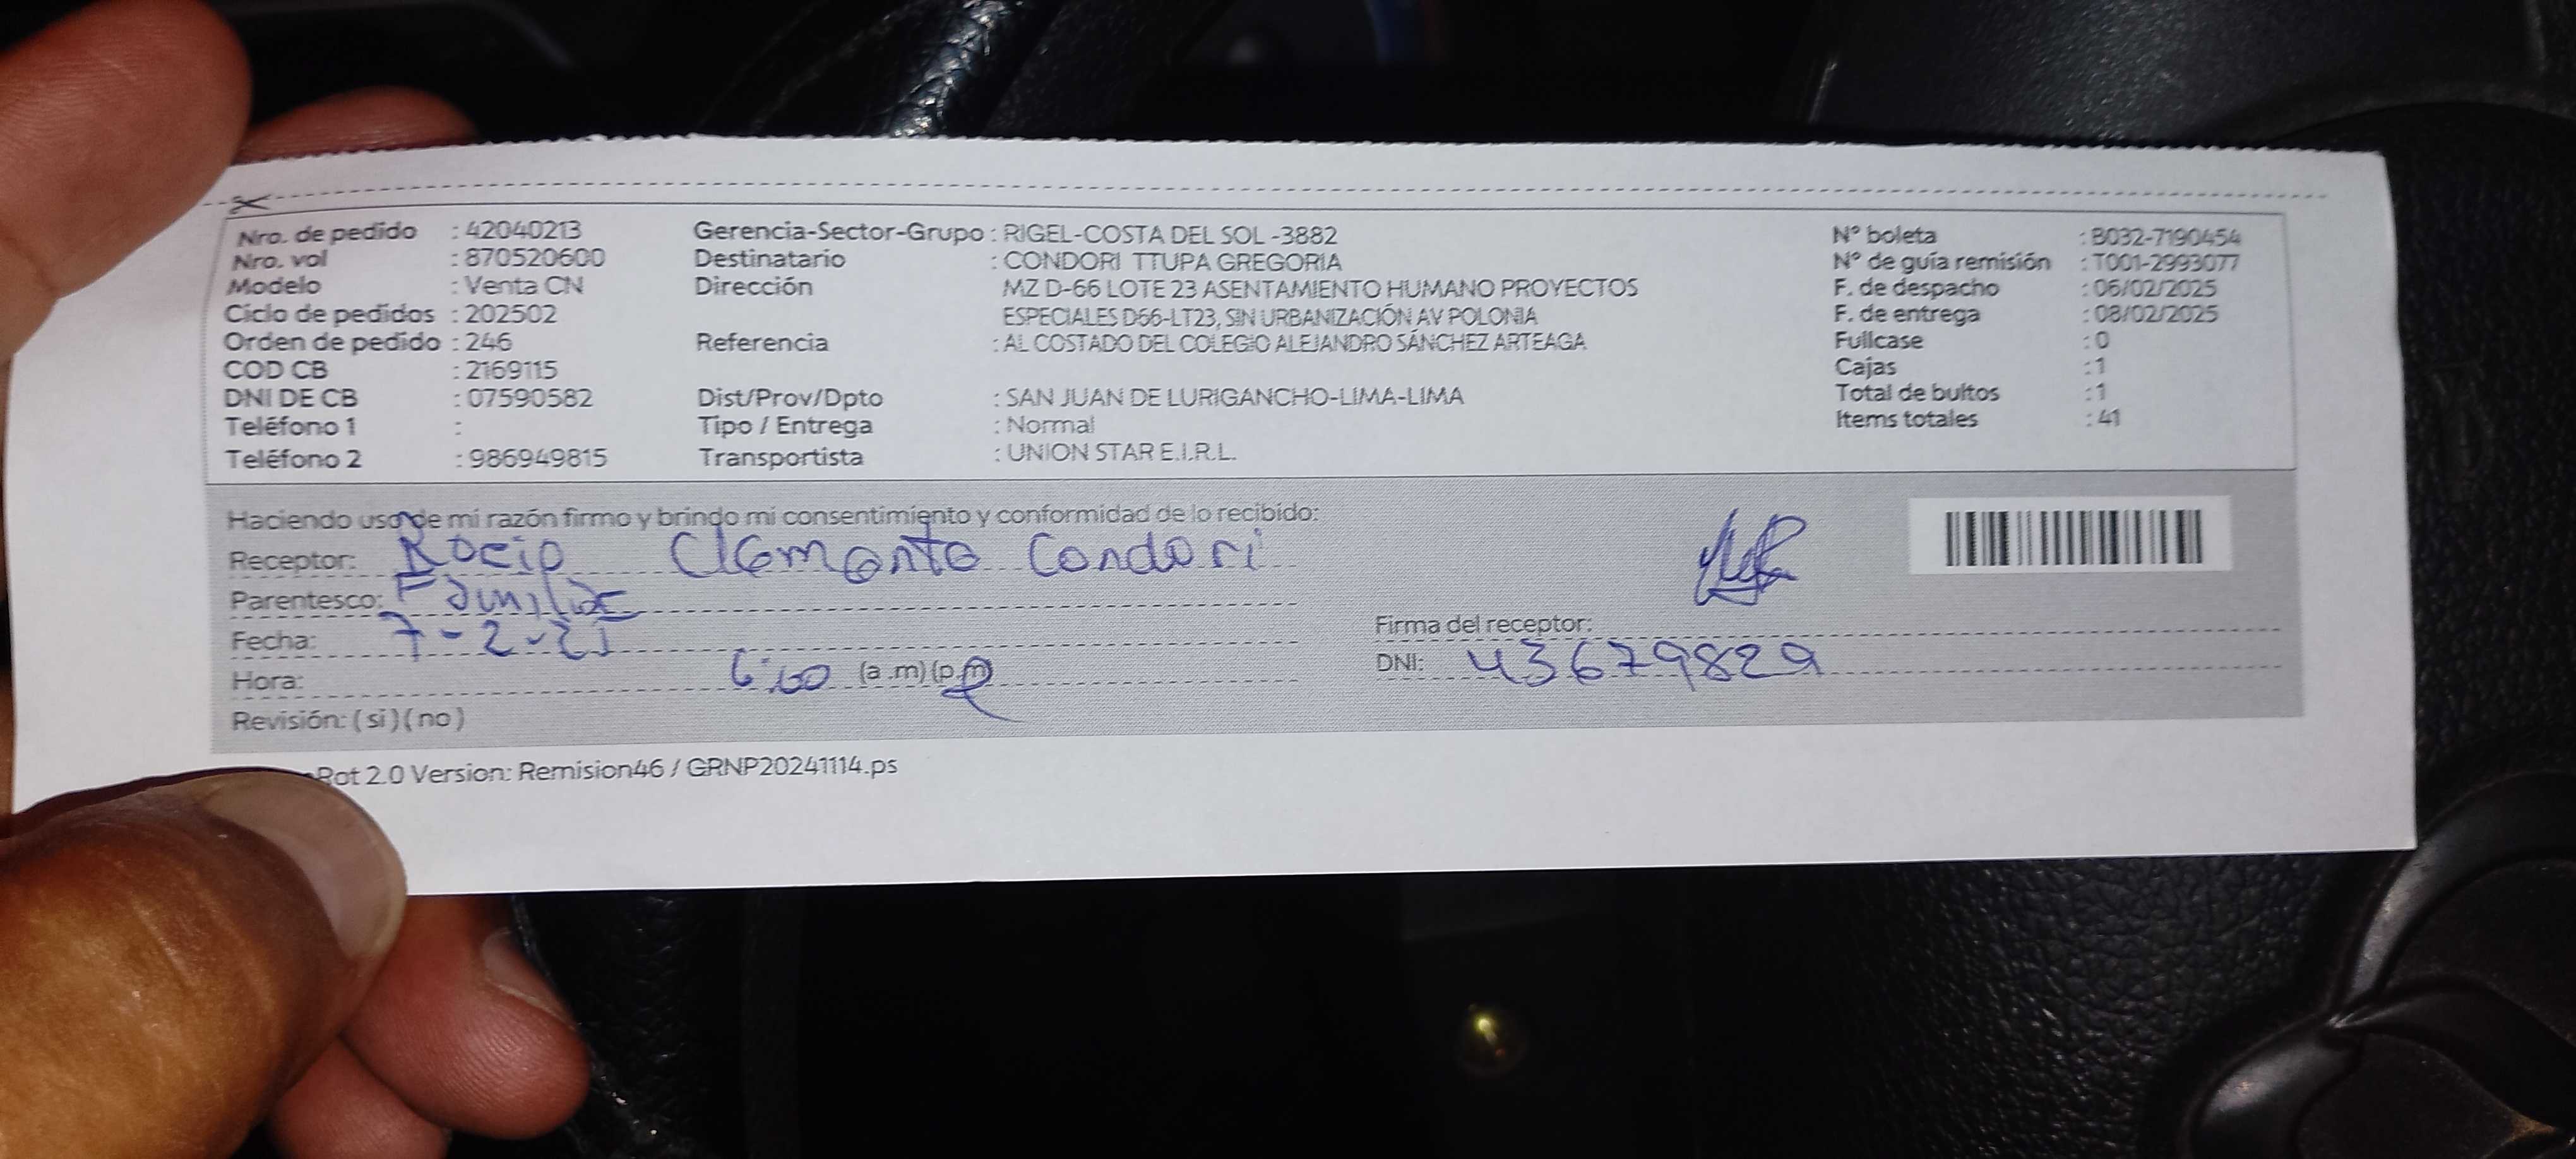 Nro. de pedido : 42040213 Gerencia-Sector-Grupo : RIGEL-COSTA DEL SOL -3882 N° boleta : B032-7190454
Nro. vol : 870520600 Destinatario : CONDORI TTUPA GREGORIA N° de guía remisión : T001-2993077
Modelo : Venta CN Dirección MZ D-66 LOTE 23 ASENTAMIENTO HUMANO PROYECTOS F. de despacho : 06/02/2025
Ciclo de pedidos : 202502 ESPECIALES D66-LT23, SIN URBANIZACIÓN AV POLONIA F. de entrega : 08/02/2025
Orden de pedido : 246 Referencia : AL COSTADO DEL COLEGIO ALEJANDRO SÁNCHEZ ARTEAGA Fullcase : 0
COD CB : 2169115 Cajas : 1
DNI DE CB : 07590582 Dist/Prov/Dpto : SAN JUAN DE LURIGANCHO-LIMA-LIMA Total de bultos : 1
Teléfono 1 : Tipo / Entrega : Normal Items totales : 41
Teléfono 2 : 986949815 Transportista : UNION STAR E.I.R.L.
Haciendo uso de mi razón firmo y brindo mi consentimiento y conformidad de lo recibido:
Receptor: Rocio Clemente Condori
Parentesco: Familiar
Fecha: 7-2-25 Firma del receptor:
Hora: 6:00 (a.m)(p.m) DNI: 43679829
Revisión: (si)(no)
Rot 2.0 Version: Remision46 / GRNP20241114.ps